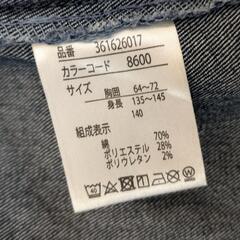 品番 361626017
カラーコード 8600
サイズ 胸囲 64~72
身長 135~145
140
組成表示
綿 70%
ポリエステル 28%
ポリウレタン 2%